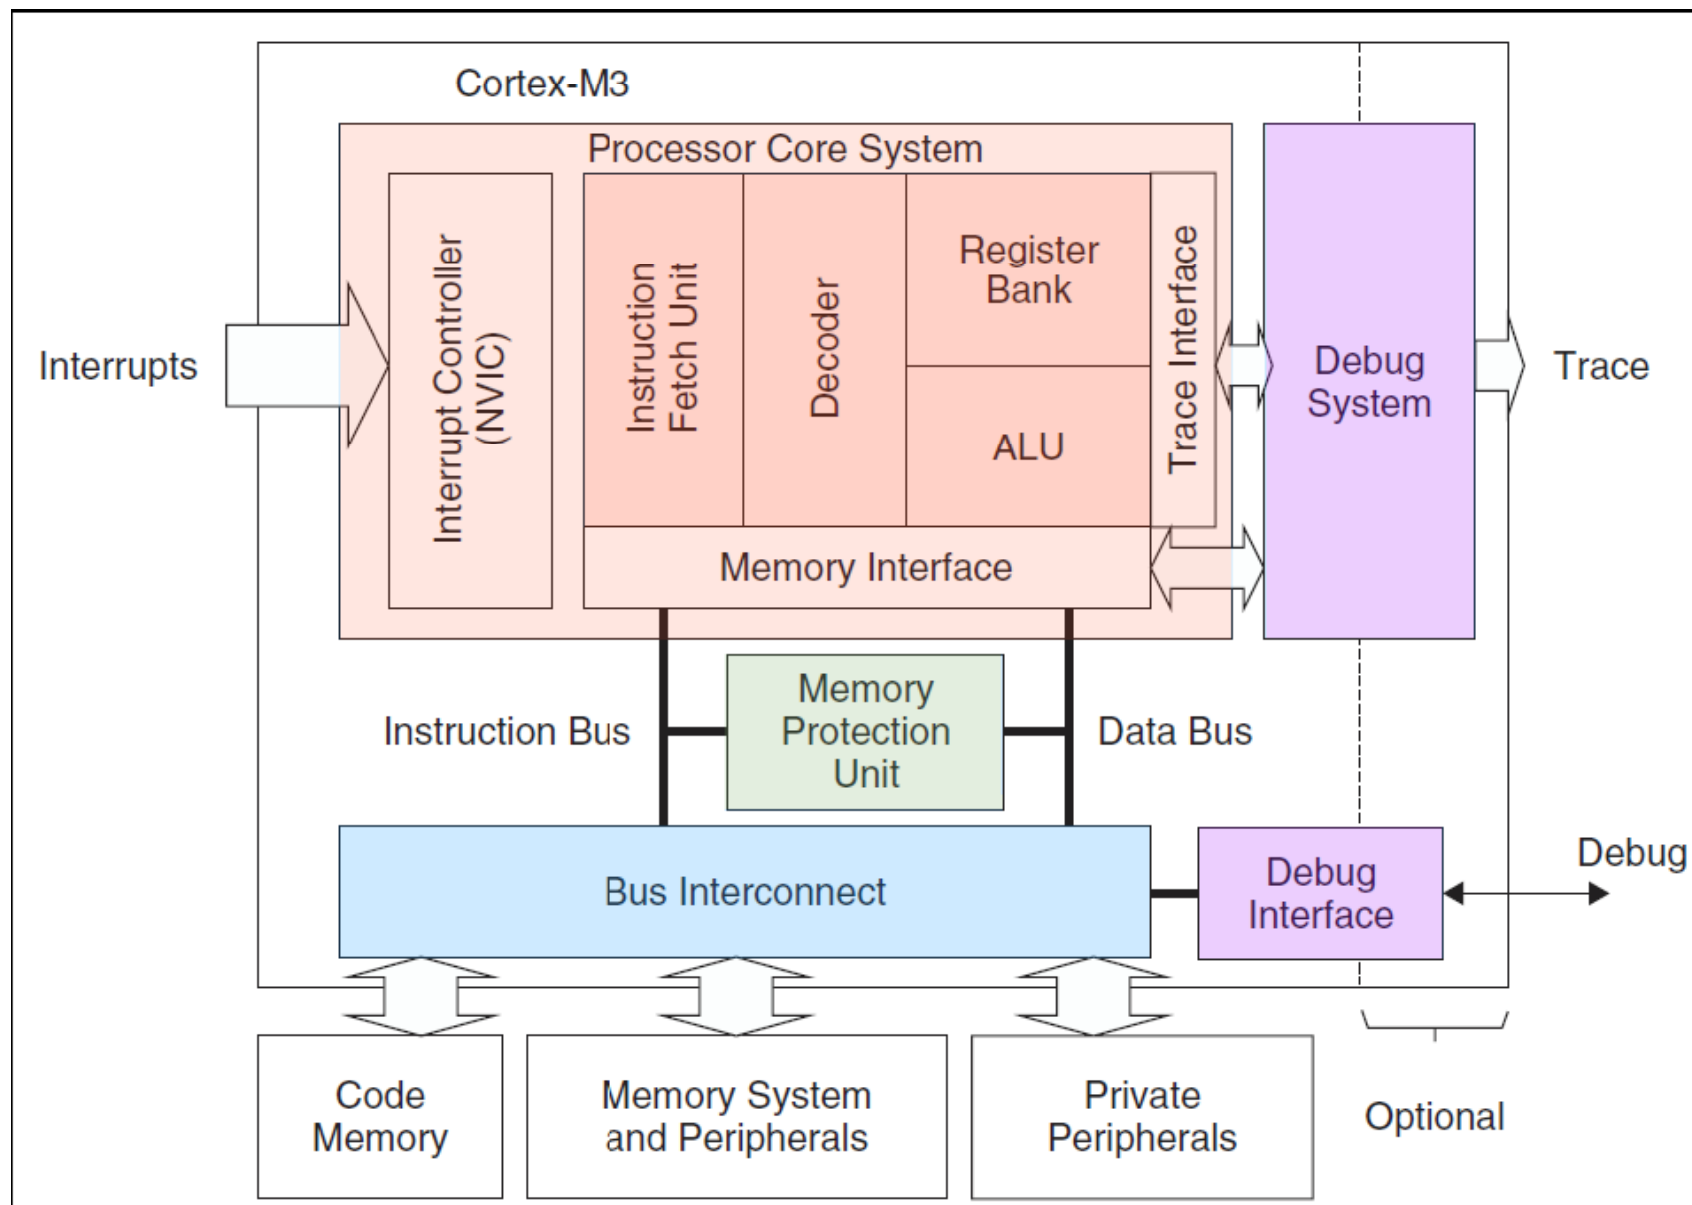 Cortex-M3
Processor Core System
Interrupts
Interrupt Controller
(NVIC)
Instruction
Fetch Unit
Decoder
Register
Bank
ALU
Trace Interface
Debug
System
Trace
Memory Interface
Instruction Bus
Memory
Protection
Unit
Data Bus
Bus Interconnect
Debug
Interface
Debug
Code
Memory
Memory System
and Peripherals
Private
Peripherals
Optional